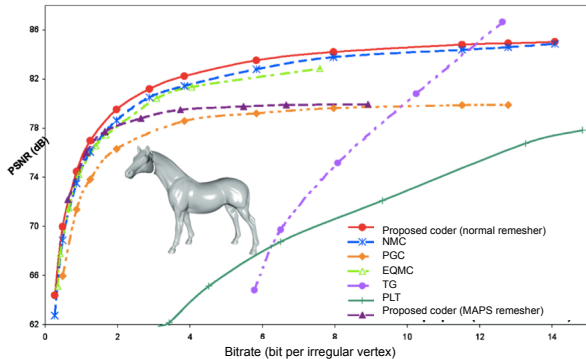 86
82
78
74
70
66
62
PSNR (dB)
0
2
4
6
8
10
12
14
Bitrate (bit per irregular vertex)
Proposed coder (normal remesher)
NMC
PGC
EQMC
TG
PLT
Proposed coder (MAPS remesher)